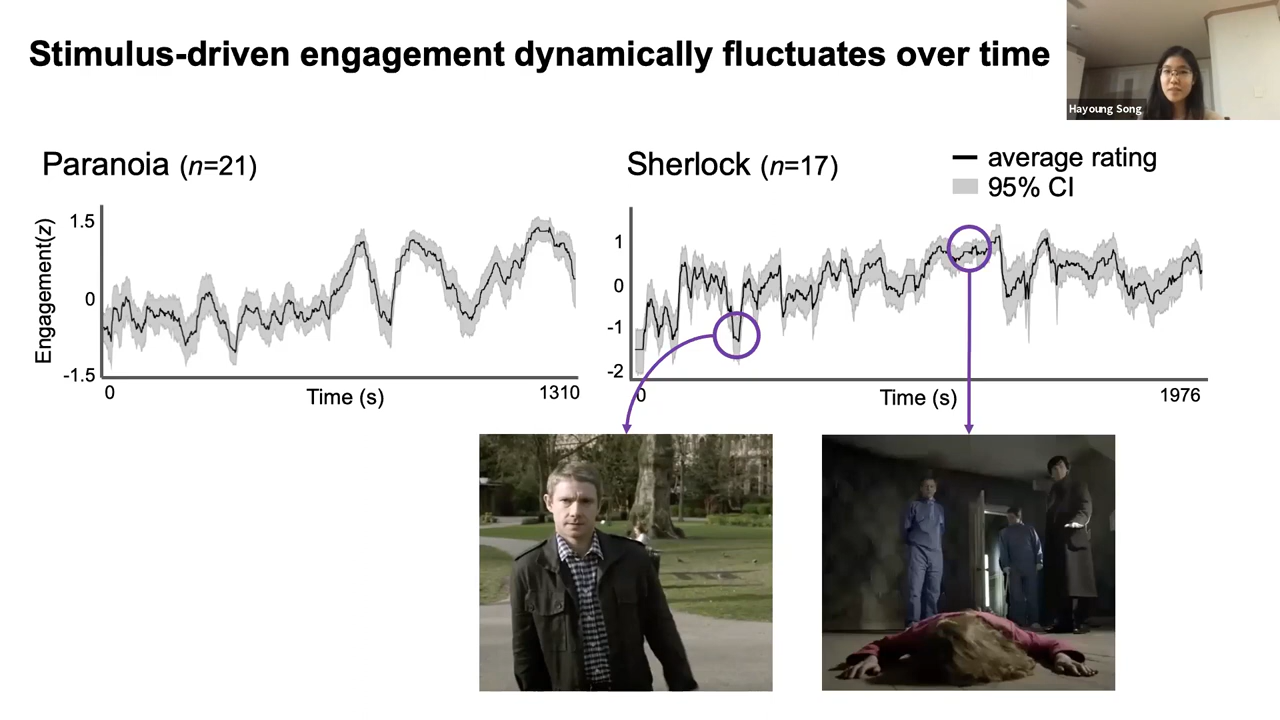 Stimulus-driven engagement dynamically fluctuates over time
Hayoung Song
Paranoia (n=21)
Engagement(z)
1.5
0
-1.5
0
Time (s)
1310
Sherlock (n=17)
average rating
95% CI
1
0
-1
-2
0
Time (s)
1976